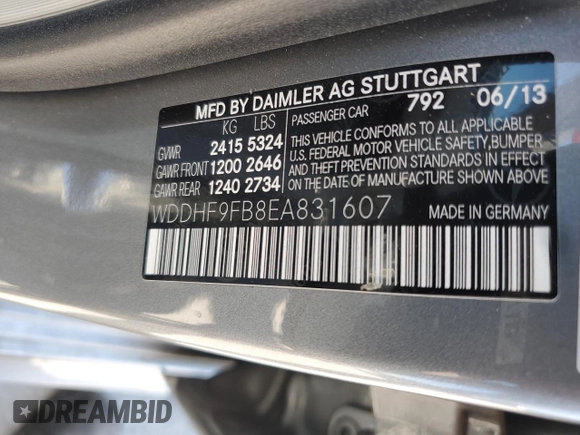 MFD BY DAIMLER AG STUTTGART
KG LBS PASSENGER CAR 792 06/13
GVWR 2415 5324
GAWR FRONT 1200 2646
GAWR REAR 1240 2734
THIS VEHICLE CONFORMS TO ALL APPLICABLE
U.S. FEDERAL MOTOR VEHICLE SAFETY,BUMPER
AND THEFT PREVENTION STANDARDS IN EFFECT
ON THE DATE OF MANUFACTURE SHOWN ABOVE
WDDHF9FB8EA831607 MADE IN GERMANY
DREAMBID